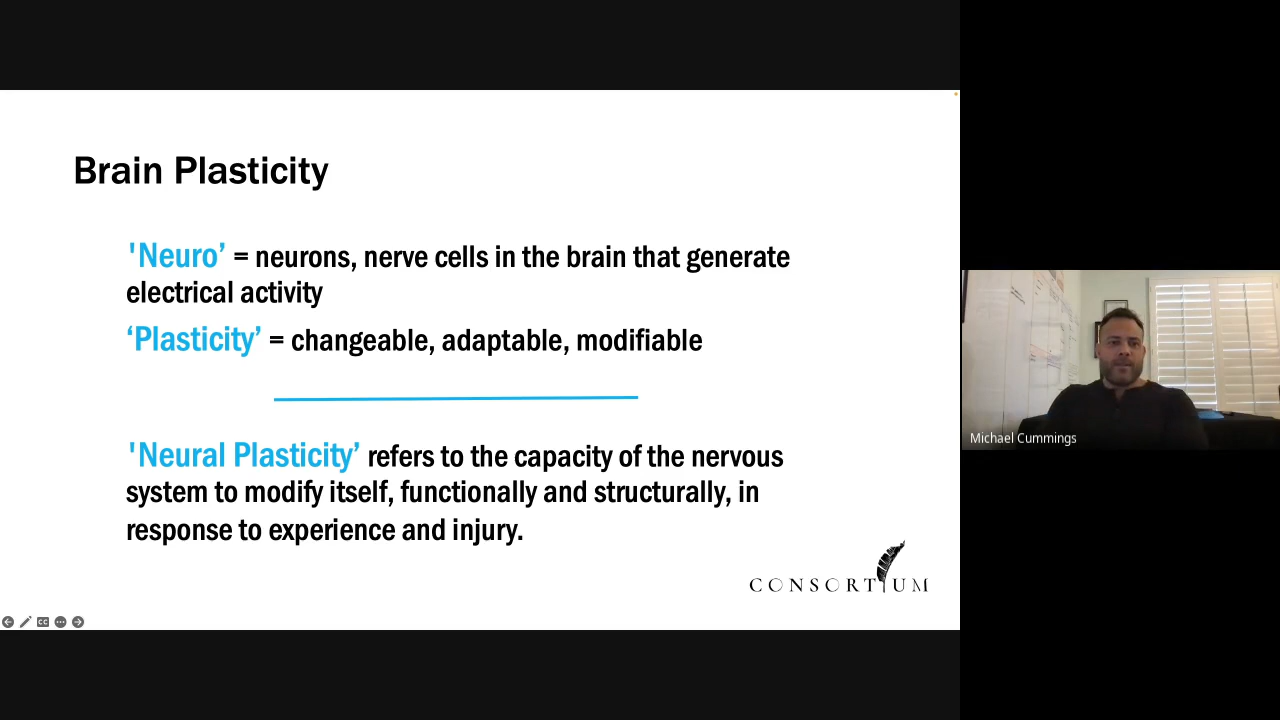 Brain Plasticity
'Neuro’ = neurons, nerve cells in the brain that generate
electrical activity
‘Plasticity’ = changeable, adaptable, modifiable
'Neural Plasticity’ refers to the capacity of the nervous
system to modify itself, functionally and structurally, in
response to experience and injury.
CONSORTIUM
CC
Michael Cummings